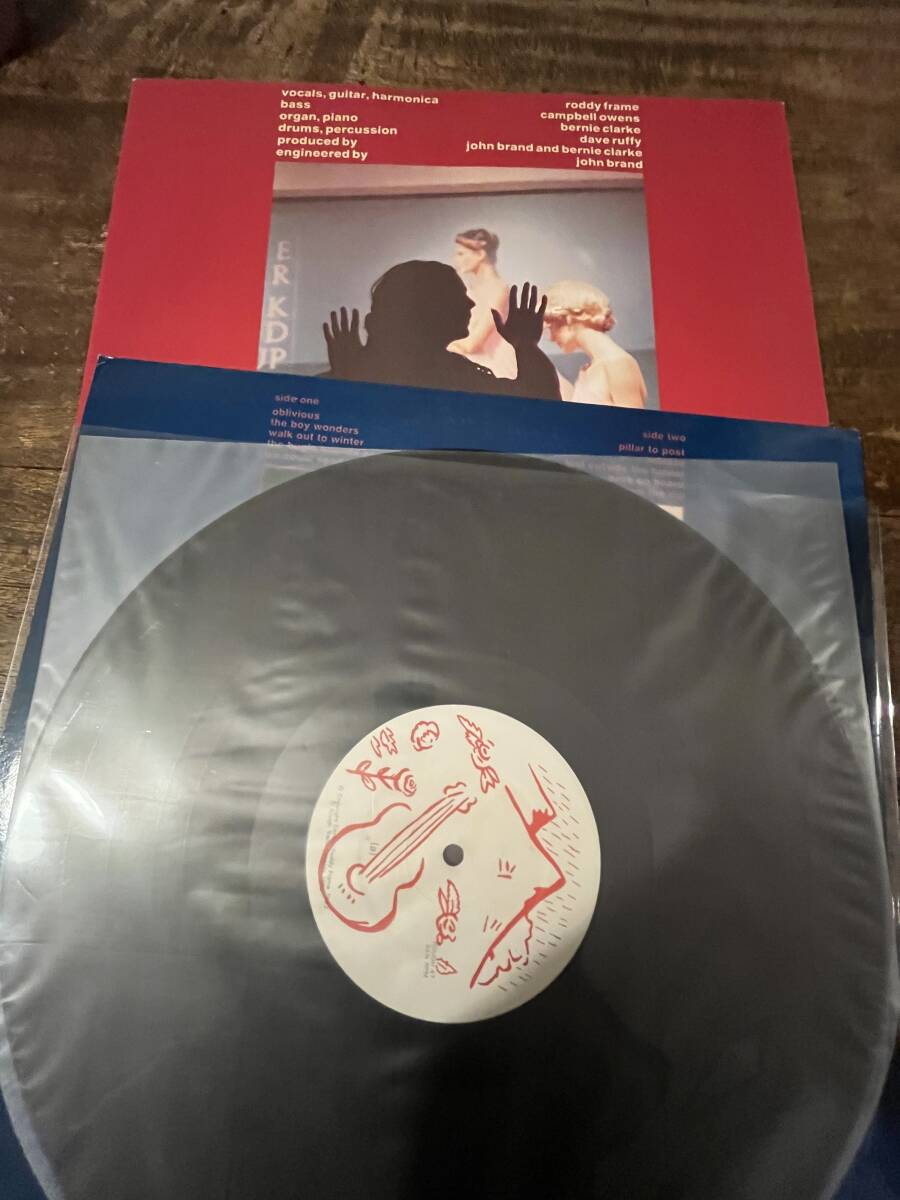 vocals, guitar, harmonica roddy frame
bass campbell owens
organ, piano bernie clarke
drums, percussion dave ruffy
produced by john brand and bernie clarke
engineered by john brand
E
R
K
D
side one
oblivious
the boy wonders
walk out to winter
side two
pillar to post
(B)